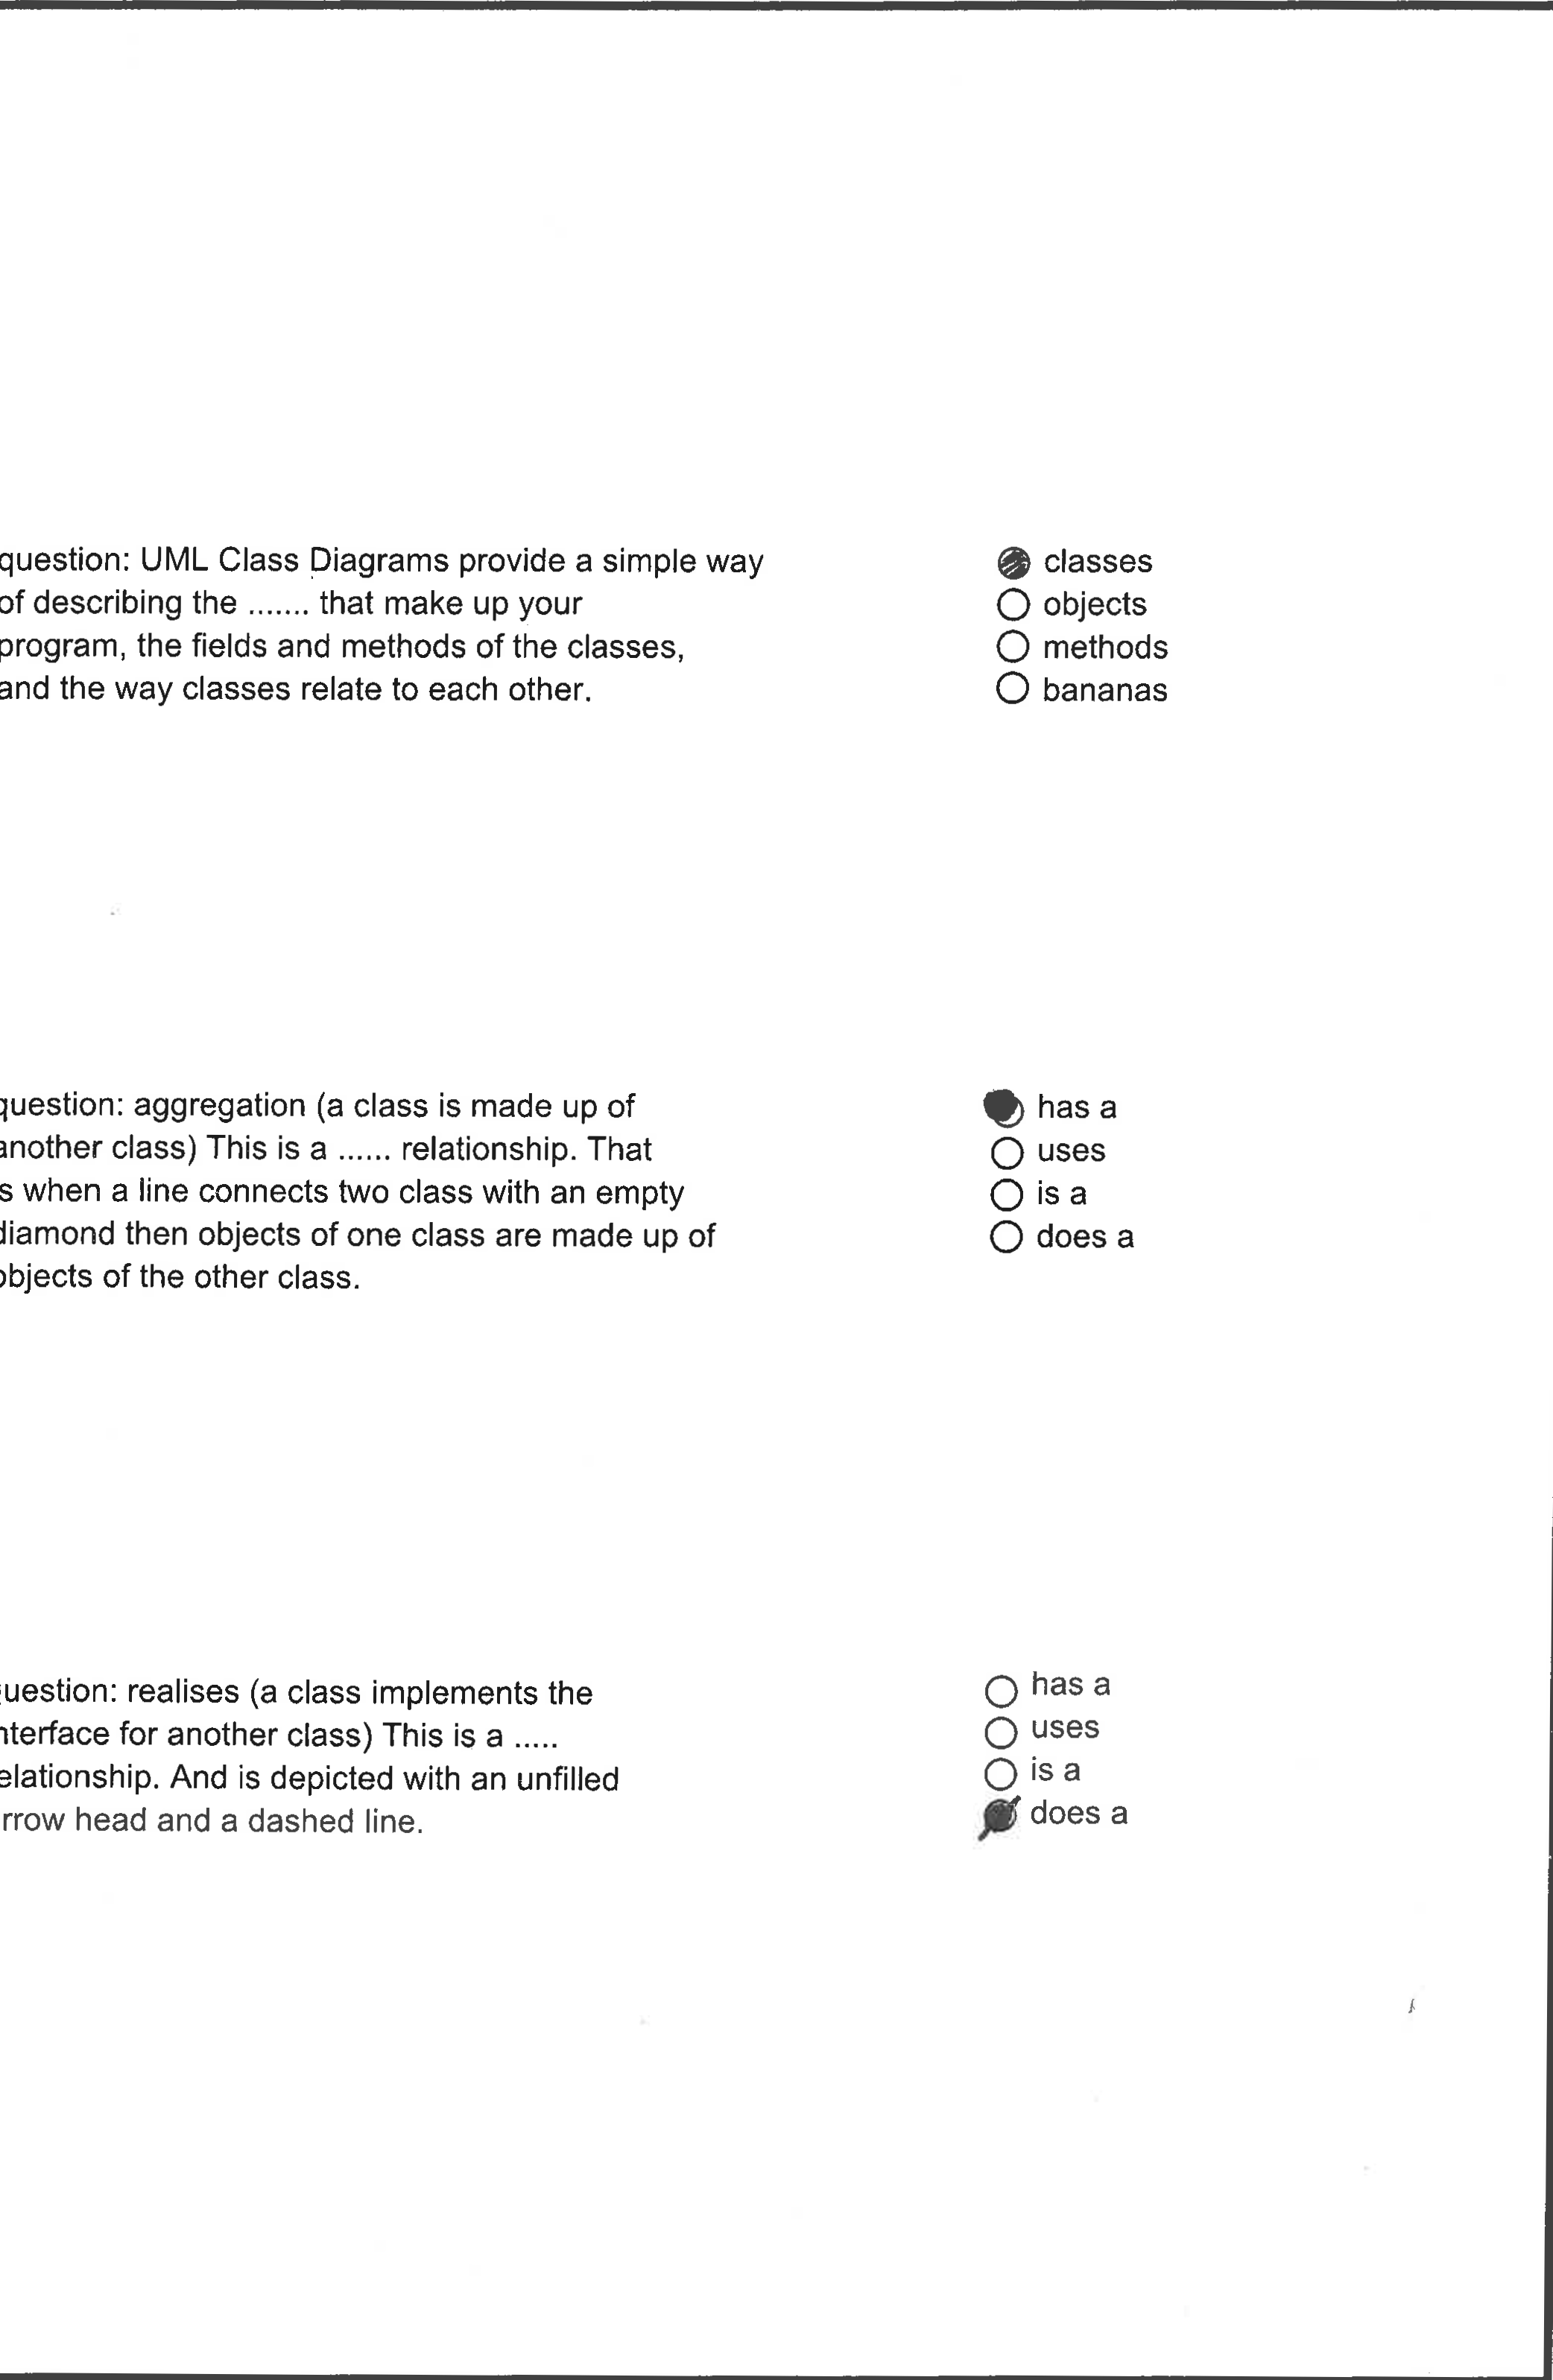 question: UML Class Diagrams provide a simple way
of describing the ....... that make up your
program, the fields and methods of the classes,
and the way classes relate to each other.
classes
objects
methods
bananas
question: aggregation (a class is made up of
another class) This is a ...... relationship. That
s when a line connects two class with an empty
diamond then objects of one class are made up of
objects of the other class.
has a
uses
is a
does a
uestion: realises (a class implements the
nterface for another class) This is a .....
elationship. And is depicted with an unfilled
rrow head and a dashed line.
has a
uses
is a
does a